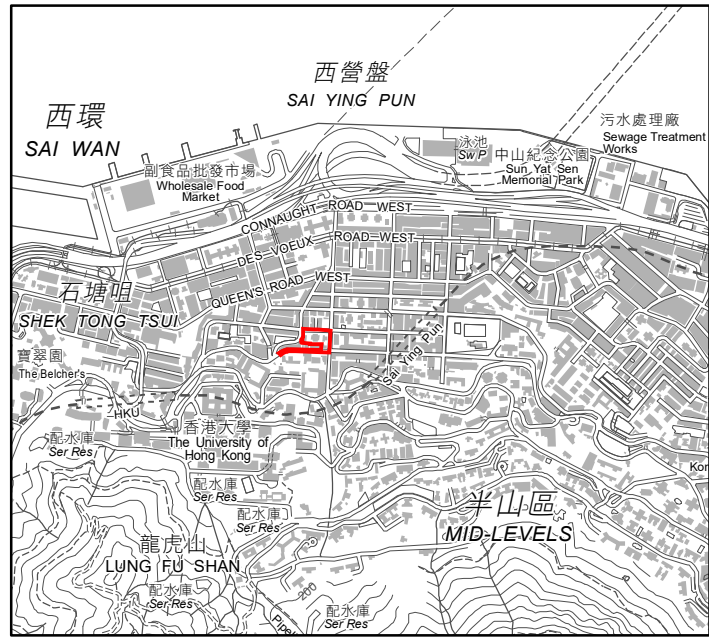 西營盤
SAI YING PUN
西環
SAI WAN
污水處理廠
Sewage Treatment
Works
泳池
Sw P
中山紀念公園
Sun Yat Sen
Memorial Park
副食品批發市場
Wholesale Food
Market
CONNAUGHT ROAD WEST
DES VOEUX ROAD WEST
QUEEN'S ROAD WEST
石塘咀
SHEK TONG TSUI
寶翠園
The Belcher's
Sai Ying Pun
HKU
香港大學
The University of
Hong Kong
配水庫
Ser Res
配水庫
Ser Res
配水庫
Ser Res
半山區
MID-LEVELS
龍虎山
LUNG FU SHAN
200
配水庫
Ser Res
配水庫
Ser Res